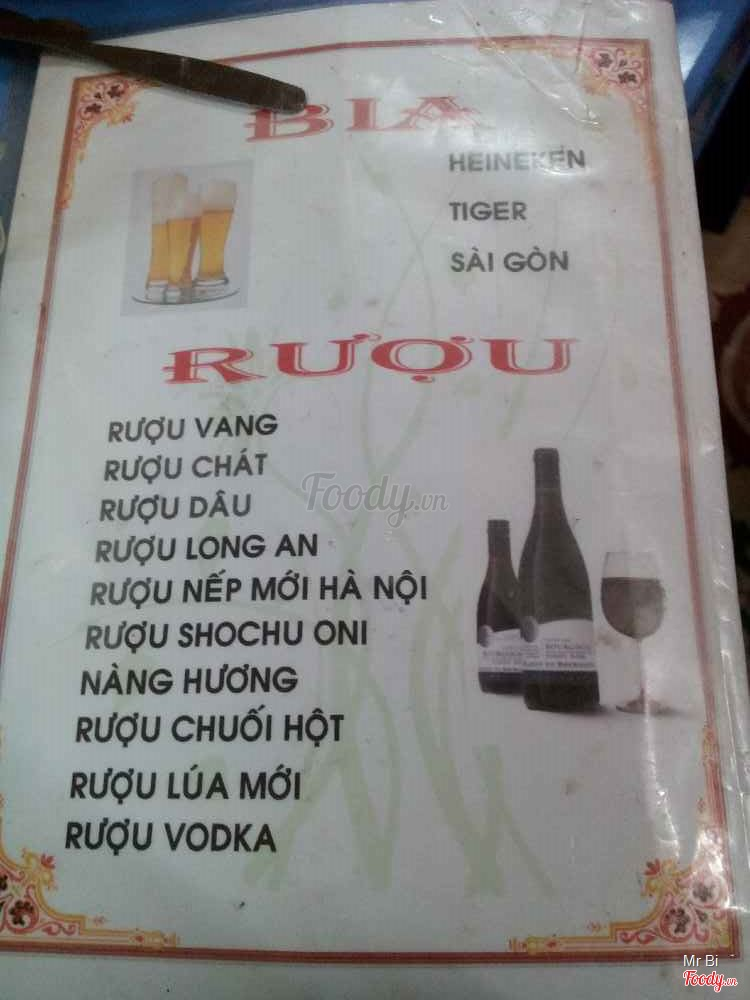 BIA
HEINEKEN
TIGER
SÀI GÒN
RƯỢU
RƯỢU VANG
RƯỢU CHÁT
RƯỢU DÂU
RƯỢU LONG AN
RƯỢU NẾP MỚI HÀ NỘI
RƯỢU SHOCHU ONI
NÀNG HƯƠNG
RƯỢU CHUỐI HỘT
RƯỢU LÚA MỚI
RƯỢU VODKA
Foody.vn
Mr Bi
Foody.vn